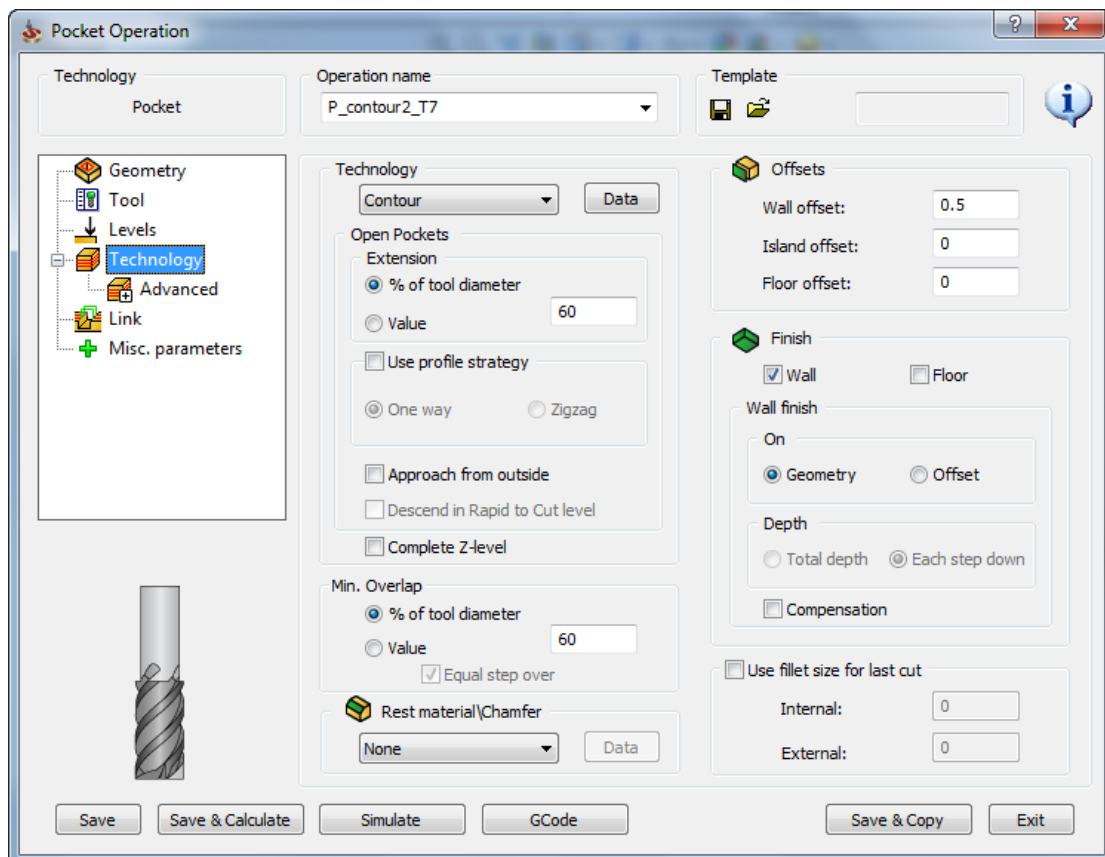 Pocket Operation
?
X
Technology
Pocket
Operation name
P_contour2_T7
Template
i
Geometry
Tool
Levels
Technology
Advanced
Link
Misc. parameters
Technology
Contour
Data
Open Pockets
Extension
% of tool diameter
Value
60
Use profile strategy
One way
Zigzag
Approach from outside
Descend in Rapid to Cut level
Complete Z-level
Min. Overlap
% of tool diameter
Value
60
Equal step over
Rest material\Chamfer
None
Data
Offsets
Wall offset:
0.5
Island offset:
0
Floor offset:
0
Finish
Wall
Floor
Wall finish
On
Geometry
Offset
Depth
Total depth
Each step down
Compensation
Use fillet size for last cut
Internal:
0
External:
0
Save
Save & Calculate
Simulate
GCode
Save & Copy
Exit